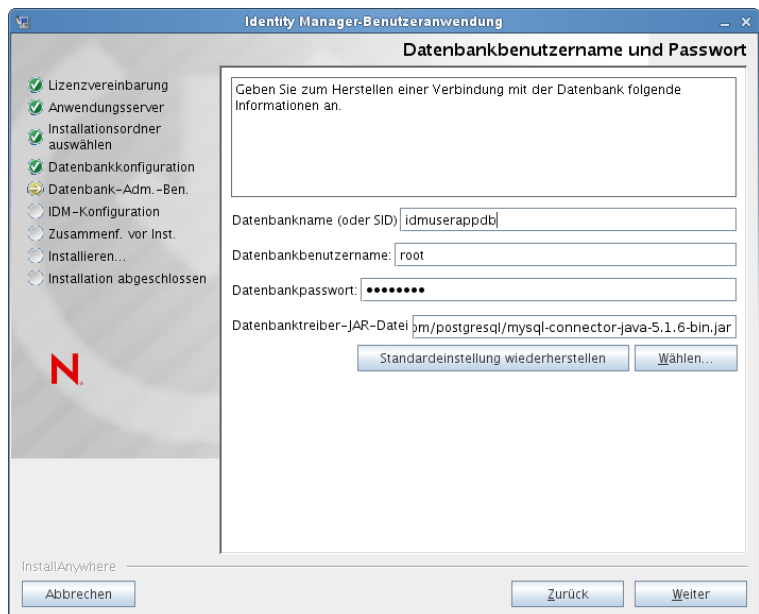 Identity Manager-Benutzeranwendung
Datenbankbenutzername und Passwort
Lizenzvereinbarung
Anwendungsserver
Installationsordner
auswählen
Datenbankkonfiguration
Datenbank-Adm.-Ben.
IDM-Konfiguration
Zusammenf. vor Inst.
Installieren...
Installation abgeschlossen
N
Geben Sie zum Herstellen einer Verbindung mit der Datenbank folgende
Informationen an.
Datenbankname (oder SID) idmuserappdb
Datenbankbenutzername: root
Datenbankpasswort: ••••••••
Datenbanktreiber-JAR-Datei om/postgresql/mysql-connector-java-5.1.6-bin.jar
Standardeinstellung wiederherstellen Wählen...
InstallAnywhere
Abbrechen Zurück Weiter